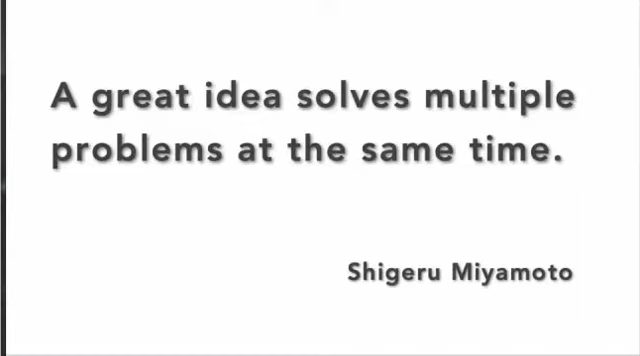 A great idea solves multiple
problems at the same time.
Shigeru Miyamoto